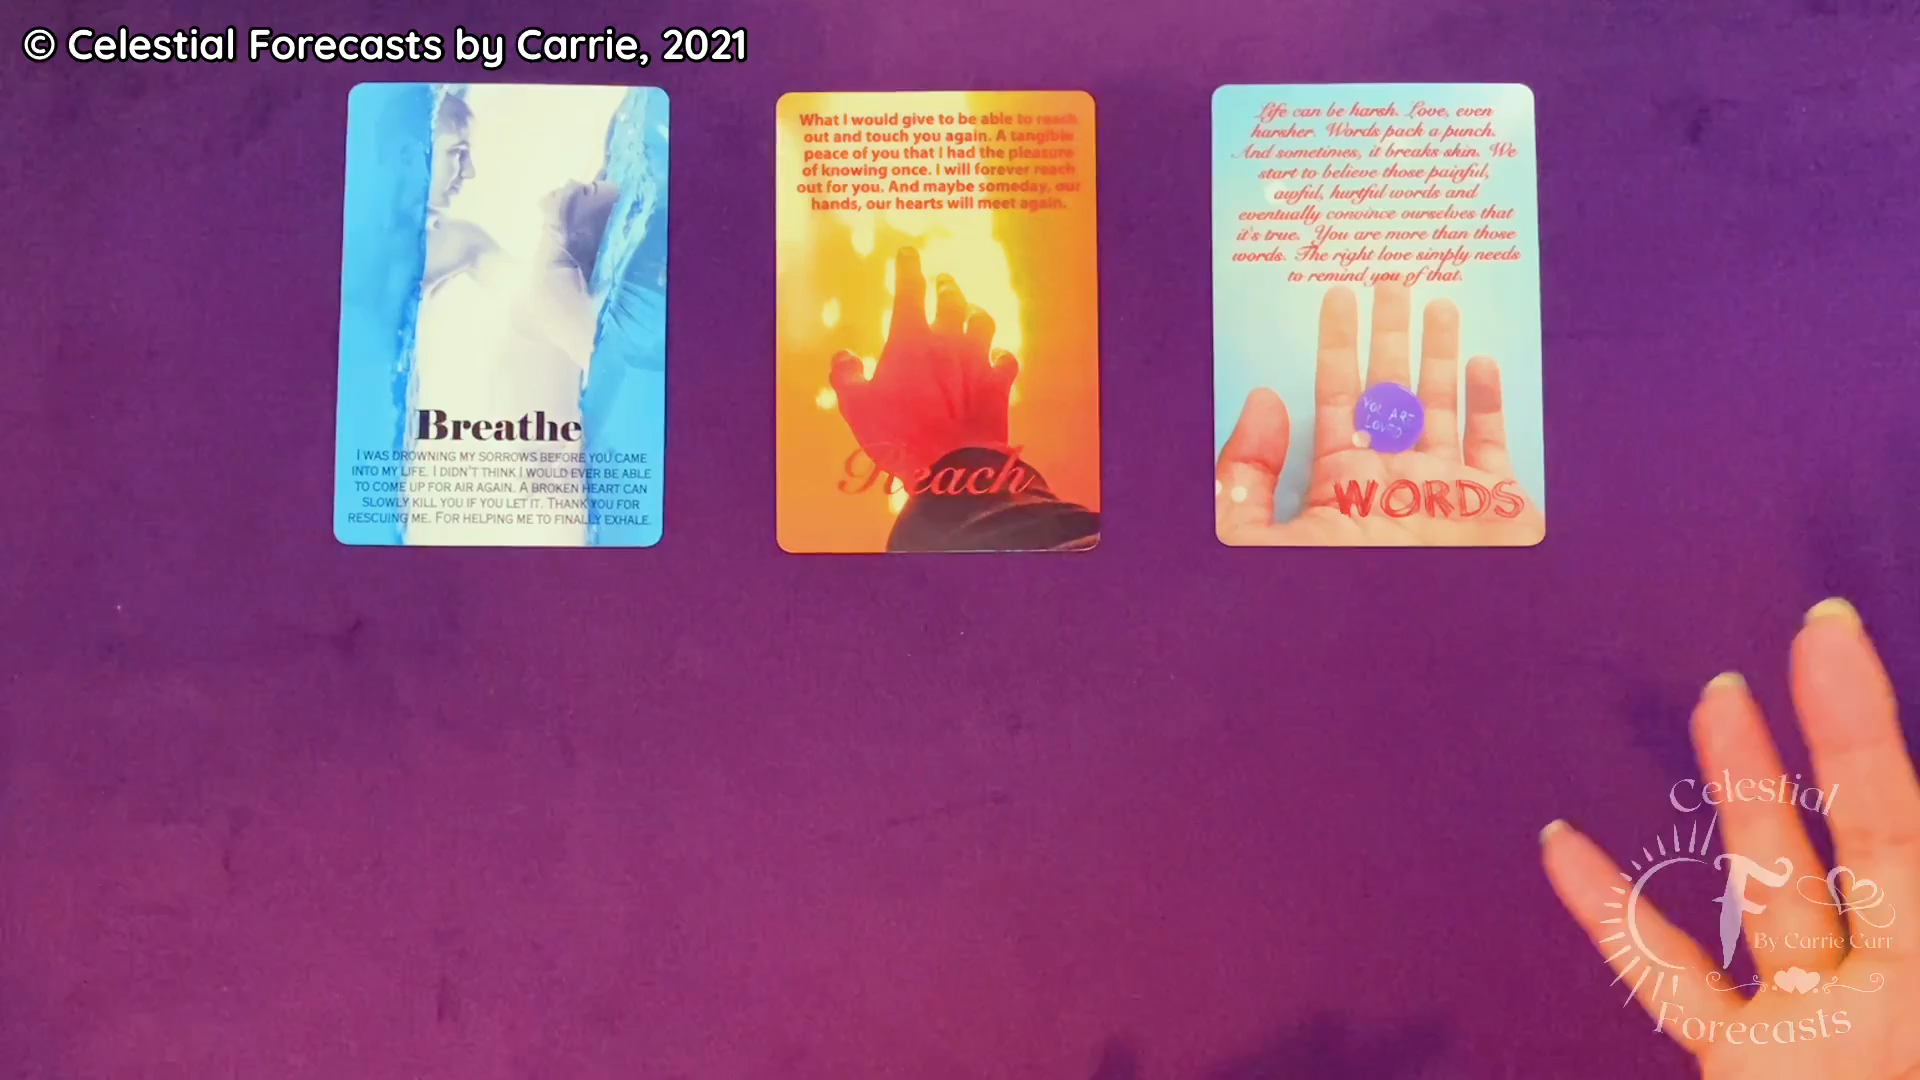 © Celestial Forecasts by Carrie, 2021
Breathe
I WAS DROWNING MY SORROWS BEFORE YOU CAME
INTO MY LIFE. I DIDN'T THINK I WOULD EVER BE ABLE
TO COME UP FOR AIR AGAIN. A BROKEN HEART CAN
SLOWLY KILL YOU IF YOU LET IT. THANK YOU FOR
RESCUING ME. FOR HELPING ME TO FINALLY EXHALE.
What I would give to be able to reach
out and touch you again. A tangible
peace of you that I had the pleasure
of knowing once. I will forever reach
out for you. And maybe someday, our
hands, our hearts will meet again.
Reach
Life can be harsh. Love, even
harsher. Words pack a punch.
And sometimes, it breaks skin. We
start to believe those painful,
awful, hurtful words and
eventually convince ourselves that
it's true. You are more than those
words. The right love simply needs
to remind you of that.
YOU ARE
LOVED
WORDS
Celestial
F
By Carrie Carr
Forecasts